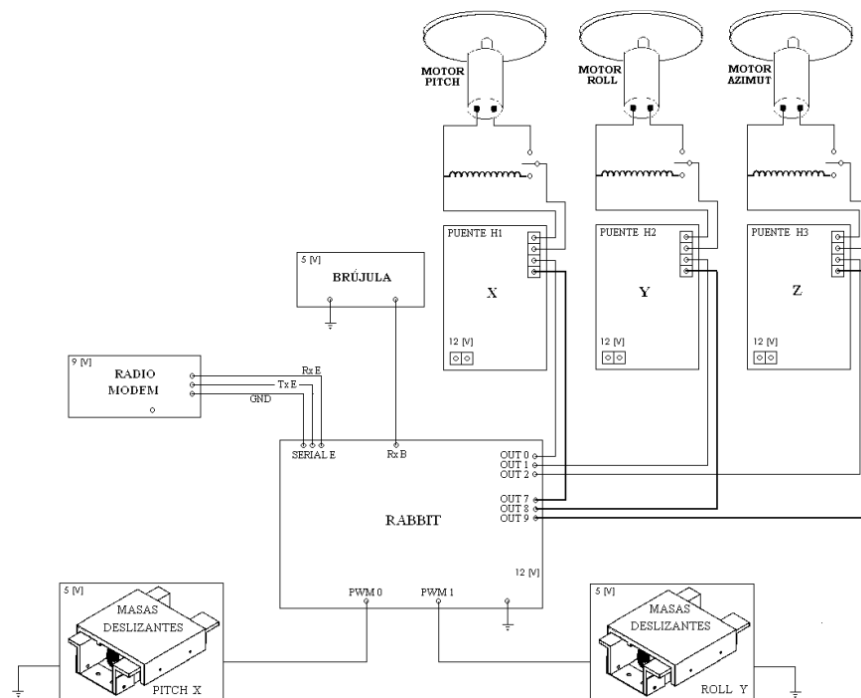 MOTOR
PITCH
MOTOR
ROLL
MOTOR
AZIMUT
PUENTE H1
X
12 [V]
PUENTE H2
Y
12 [V]
PUENTE H3
Z
12 [V]
5 [V]
BRÚJULA
9 [V]
RADIO
MODEM
Rx E
Tx E
GND
SERIAL E
Rx B
OUT 0
OUT 1
OUT 2
OUT 7
OUT 8
OUT 9
RABBIT
12 [V]
PWM 0
PWM 1
5 [V]
MASAS
DESLIZANTES
PITCH X
5 [V]
MASAS
DESLIZANTES
ROLL Y